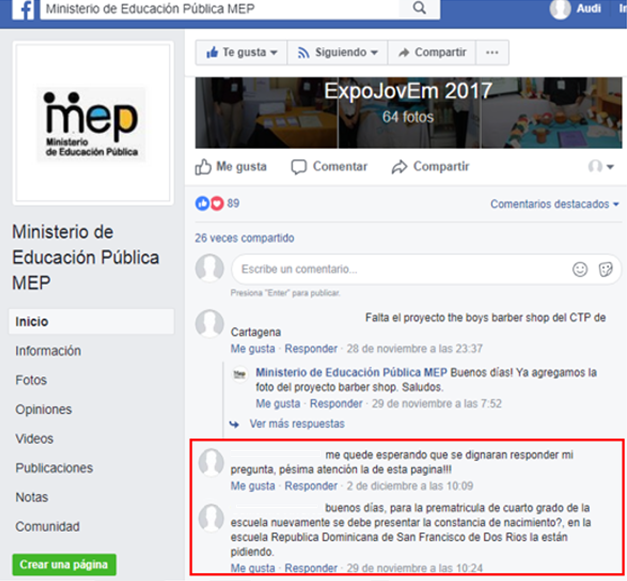 Ministerio de Educación Pública MEP
Audi
Te gusta
Siguiendo
Compartir
mep
Ministerio
de Educación Pública
ExpoJovEm 2017
64 fotos
Me gusta Comentar Compartir
89
Comentarios destacados
26 veces compartido
Escribe un comentario...
Presiona "Enter" para publicar.
Ministerio de
Educación Pública
MEP
Inicio
Información
Fotos
Opiniones
Videos
Publicaciones
Notas
Comunidad
Crear una página
Falta el proyecto the boys barber shop del CTP de
Cartagena
Me gusta · Responder · 28 de noviembre a las 23:37
Ministerio de Educación Pública MEP Buenos días! Ya agregamos la
foto del proyecto barber shop. Saludos.
Me gusta · Responder · 29 de noviembre a las 7:52
Ver más respuestas
me quede esperando que se dignaran responder mi
pregunta, pésima atención la de esta pagina!!!
Me gusta · Responder · 2 de diciembre a las 10:09
buenos días, para la prematricula de cuarto grado de la
escuela nuevamente se debe presentar la constancia de nacimiento?, en la
escuela Republica Dominicana de San Francisco de Dos Rios la están
pidiendo.
Me gusta · Responder · 29 de noviembre a las 10:24